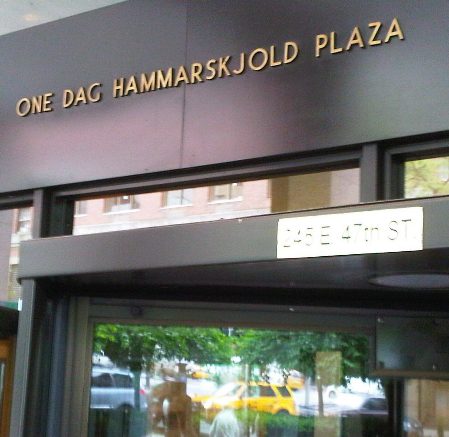 ONE DAG HAMMARSKJOLD PLAZA
245 E 47th ST.